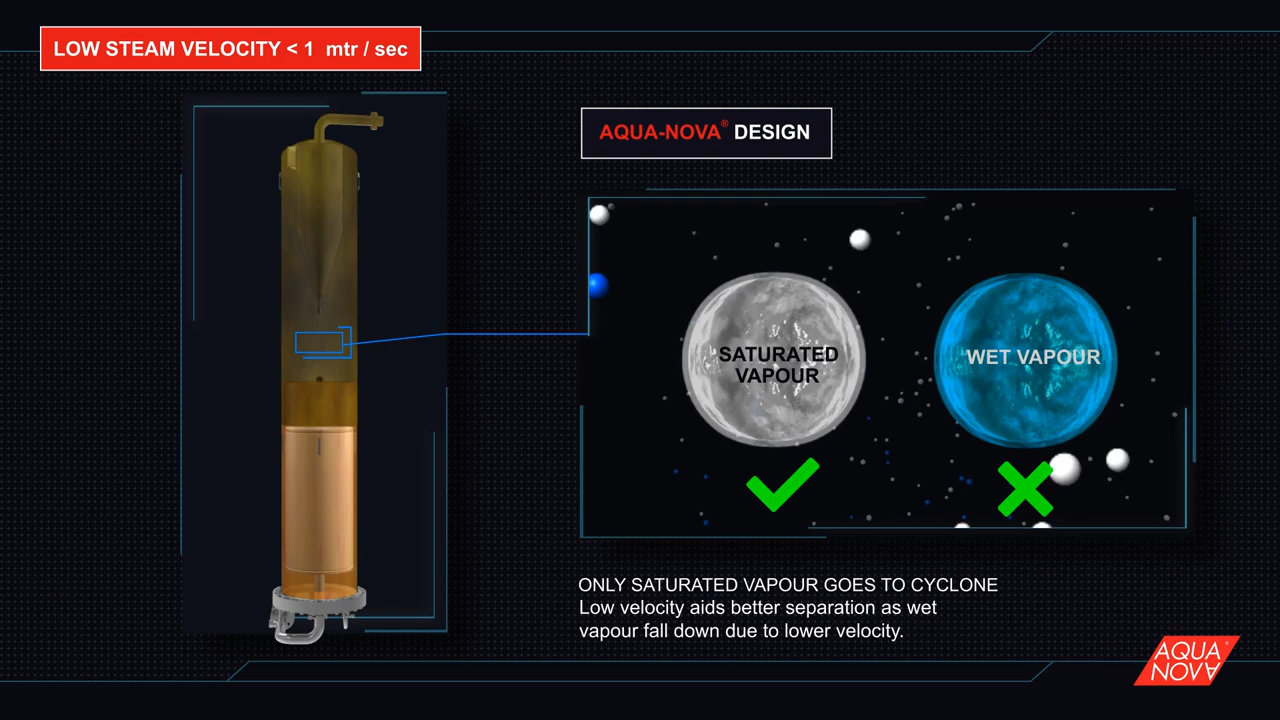 LOW STEAM VELOCITY < 1 mtr / sec
AQUA-NOVA® DESIGN
SATURATED
VAPOUR
WET VAPOUR
ONLY SATURATED VAPOUR GOES TO CYCLONE
Low velocity aids better separation as wet
vapour fall down due to lower velocity.
AQUA
NOVA